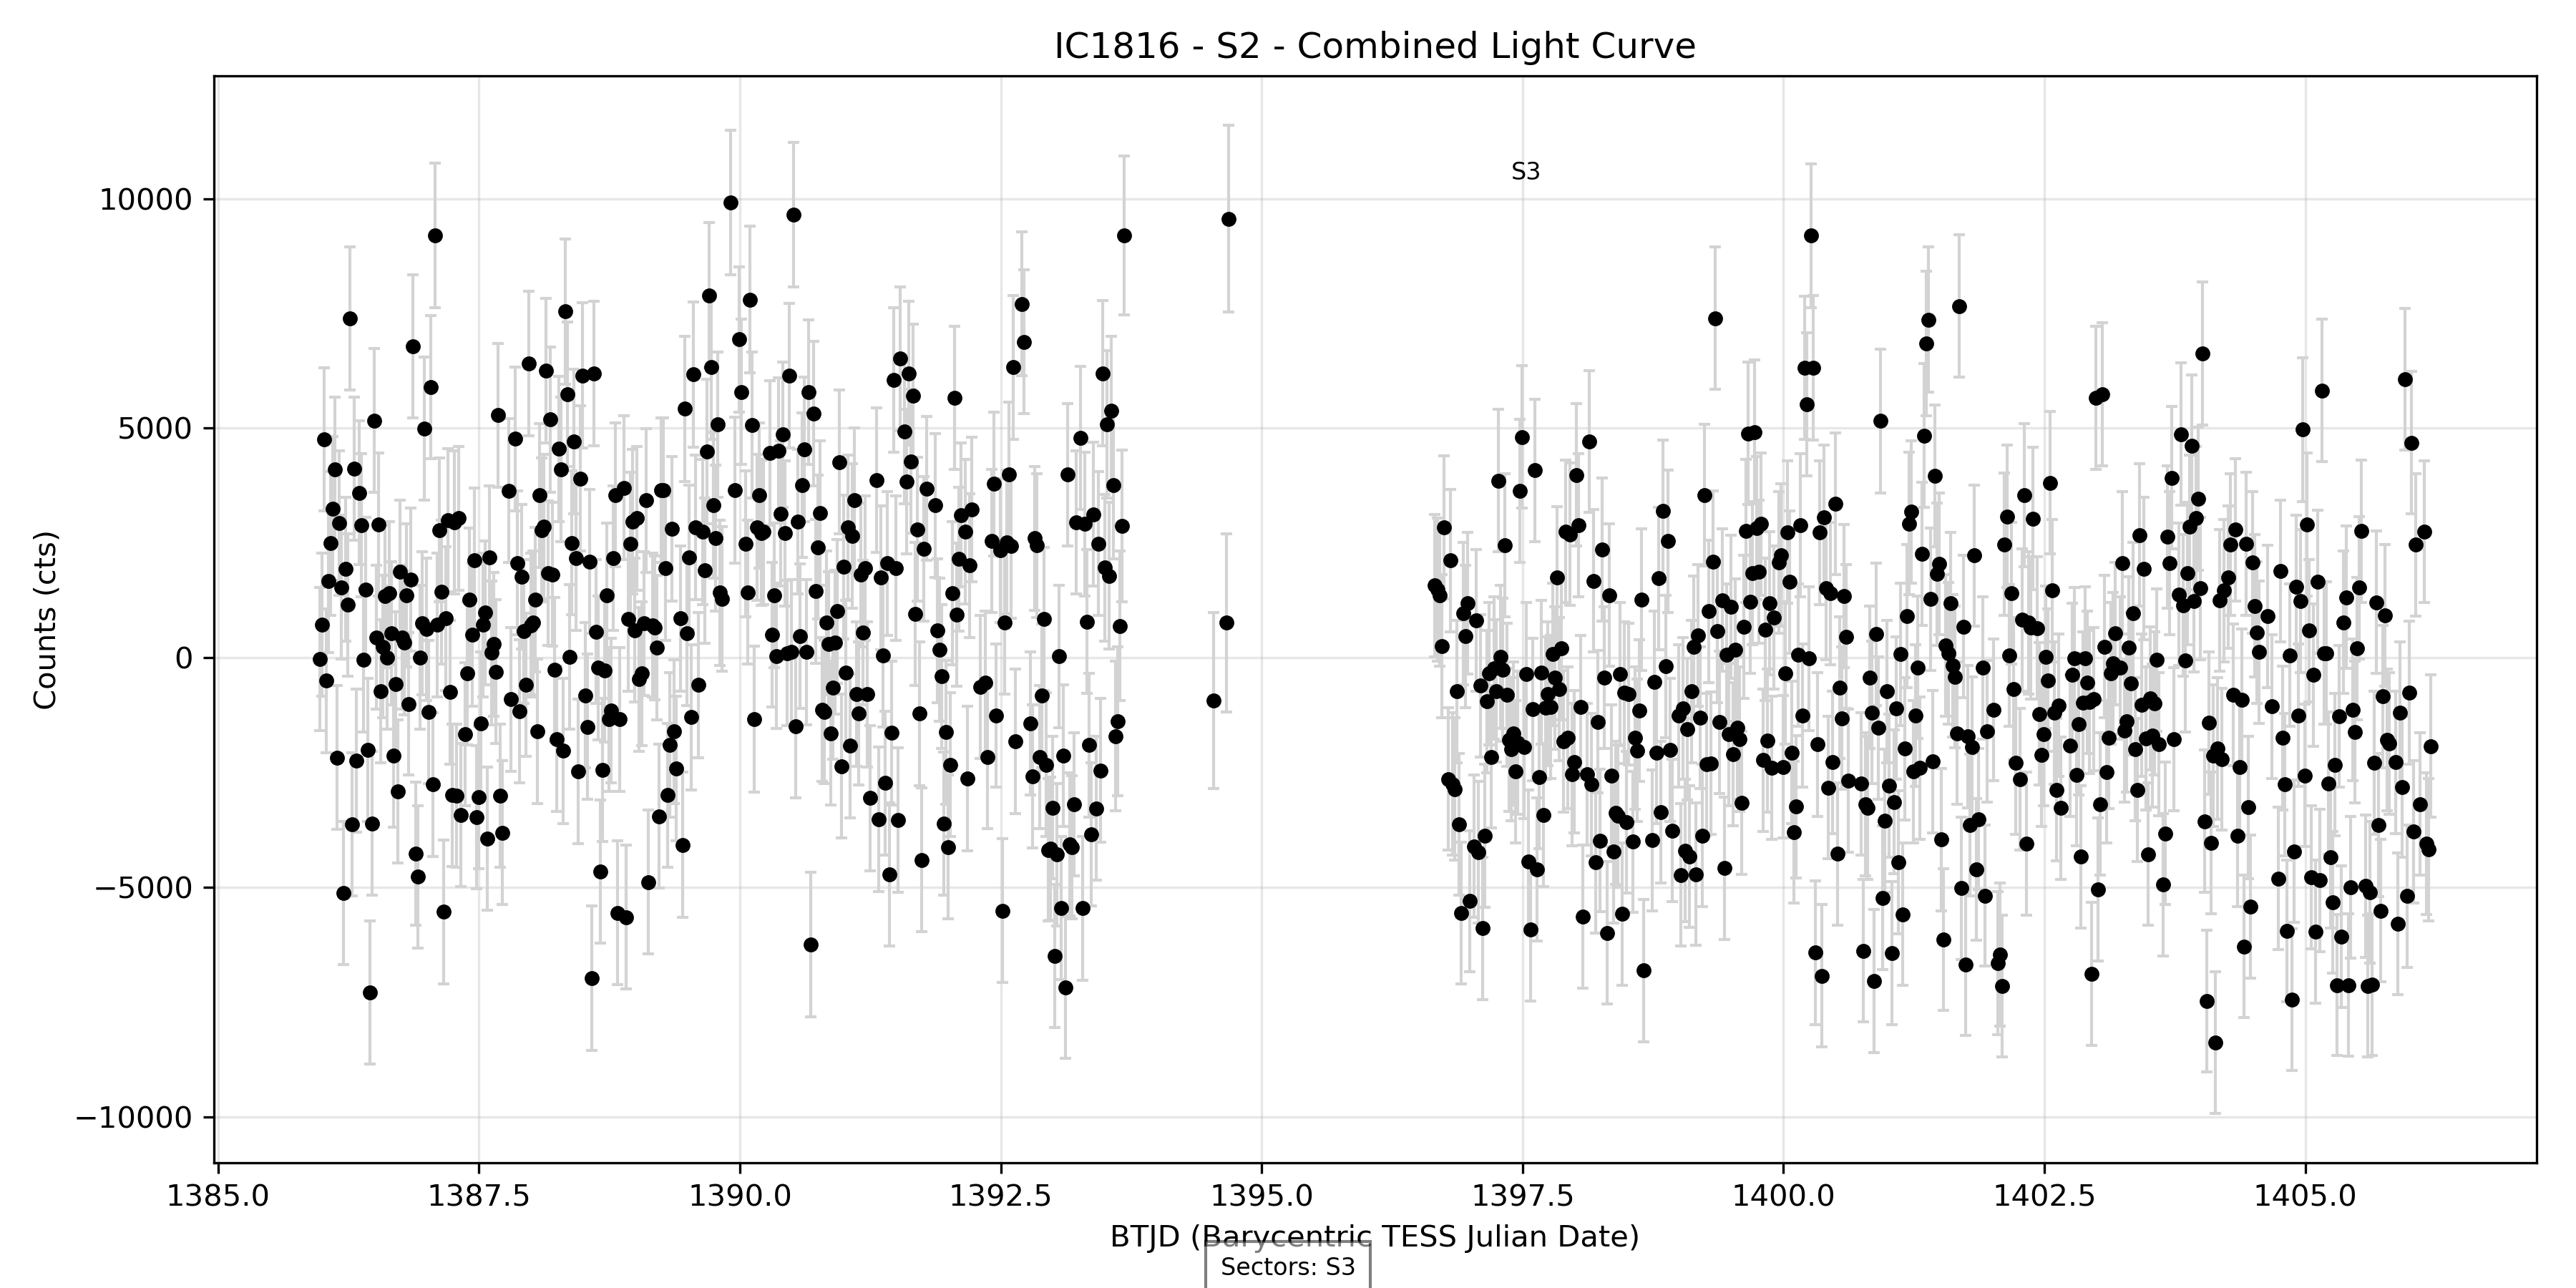 IC1816 - S2 - Combined Light Curve
S3
10000
5000
0
−5000
−10000
Counts (cts)
1385.0 1387.5 1390.0 1392.5 1395.0 1397.5 1400.0 1402.5 1405.0
BTJD (Barycentric TESS Julian Date)
Sectors: S3